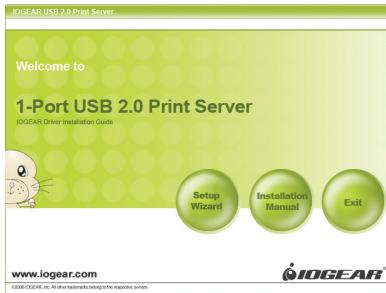 IOGEAR USB 2.0 Print Server
Welcome to
1-Port USB 2.0 Print Server
IOGEAR Driver Installation Guide
Setup
Wizard
Installation
Manual
Exit
www.iogear.com
IOGEAR®
©2008 IOGEAR, Inc. All other trademarks belong to the respective owners.